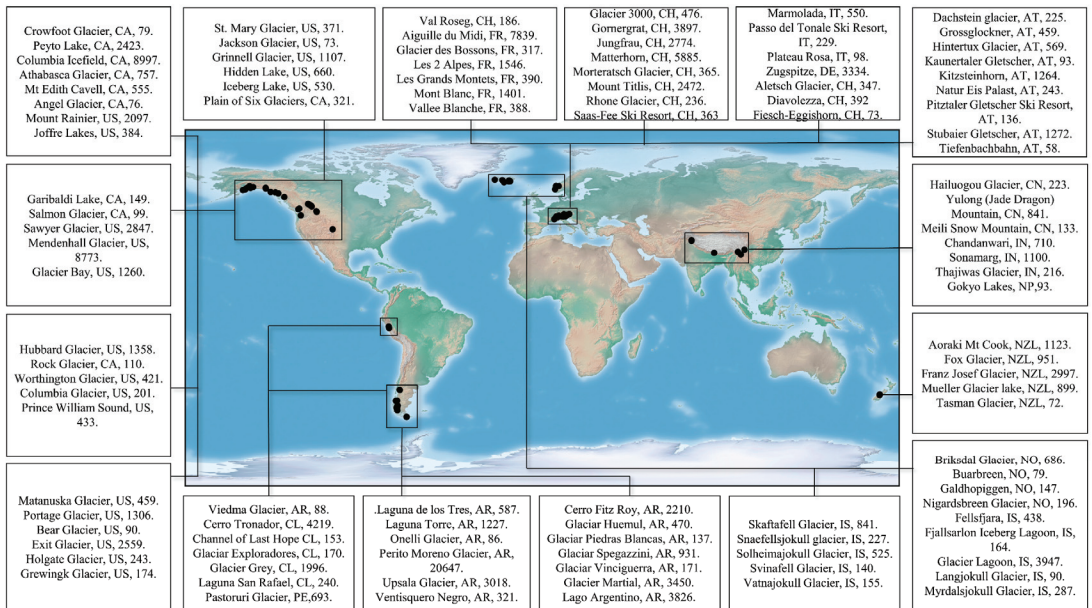 Crowfoot Glacier, CA, 79.
Peyto Lake, CA, 2423.
Columbia Icefield, CA, 8997.
Athabasca Glacier, CA, 757.
Mt Edith Cavell, CA, 555.
Angel Glacier, CA,76.
Mount Rainier, US, 2097.
Joffre Lakes, US, 384.
St. Mary Glacier, US, 371.
Jackson Glacier, US, 73.
Grinnell Glacier, US, 1107.
Hidden Lake, US, 660.
Iceberg Lake, US, 530.
Plain of Six Glaciers, CA, 321.
Val Roseg, CH, 186.
Aiguille du Midi, FR, 7839.
Glacier des Bossons, FR, 317.
Les 2 Alpes, FR, 1546.
Les Grands Montets, FR, 390.
Mont Blanc, FR, 1401.
Vallee Blanche, FR, 388.
Glacier 3000, CH, 476.
Gornergrat, CH, 3897.
Jungfrau, CH, 2774.
Matterhorn, CH, 5885.
Morteratsch Glacier, CH, 365.
Mount Titlis, CH, 2472.
Rhone Glacier, CH, 236.
Saas-Fee Ski Resort, CH, 363
Marmolada, IT, 550.
Passo del Tonale Ski Resort,
IT, 229.
Plateau Rosa, IT, 98.
Zugspitze, DE, 3334.
Aletsch Glacier, CH, 347.
Diavolezza, CH, 392
Fiesch-Eggishorn, CH, 73.
Dachstein glacier, AT, 225.
Grossglockner, AT, 459.
Hintertux Glacier, AT, 569.
Kaunertaler Gletscher, AT, 93.
Kitzsteinhorn, AT, 1264.
Natur Eis Palast, AT, 243.
Pitztaler Gletscher Ski Resort,
AT, 136.
Stubaier Gletscher, AT, 1272.
Tiefenbachbahn, AT, 58.
Garibaldi Lake, CA, 149.
Salmon Glacier, CA, 99.
Sawyer Glacier, US, 2847.
Mendenhall Glacier, US,
8773.
Glacier Bay, US, 1260.
Hailuogou Glacier, CN, 223.
Yulong (Jade Dragon)
Mountain, CN, 841.
Meili Snow Mountain, CN, 133.
Chandanwari, IN, 710.
Sonamarg, IN, 1100.
Thajiwas Glacier, IN, 216.
Gokyo Lakes, NP,93.
Hubbard Glacier, US, 1358.
Rock Glacier, CA, 110.
Worthington Glacier, US, 421.
Columbia Glacier, US, 201.
Prince William Sound, US,
433.
Aoraki Mt Cook, NZL, 1123.
Fox Glacier, NZL, 951.
Franz Josef Glacier, NZL, 2997.
Mueller Glacier lake, NZL, 899.
Tasman Glacier, NZL, 72.
Matanuska Glacier, US, 459.
Portage Glacier, US, 1306.
Bear Glacier, US, 90.
Exit Glacier, US, 2559.
Holgate Glacier, US, 243.
Grewingk Glacier, US, 174.
Viedma Glacier, AR, 88.
Cerro Tronador, CL, 4219.
Channel of Last Hope CL, 153.
Glaciar Exploradores, CL, 170.
Glacier Grey, CL, 1996.
Laguna San Rafael, CL, 240.
Pastoruri Glacier, PE,693.
.Laguna de los Tres, AR, 587.
Laguna Torre, AR, 1227.
Onelli Glacier, AR, 86.
Perito Moreno Glacier, AR,
20647.
Upsala Glacier, AR, 3018.
Ventisquero Negro, AR, 321.
Cerro Fitz Roy, AR, 2210.
Glaciar Huemul, AR, 470.
Glaciar Piedras Blancas, AR, 137.
Glaciar Spegazzini, AR, 931.
Glaciar Vinciguerra, AR, 171.
Glacier Martial, AR, 3450.
Lago Argentino, AR, 3826.
Skaftafell Glacier, IS, 841.
Snaefellsjokull glacier, IS, 227.
Solheimajokull Glacier, IS, 525.
Svinafell Glacier, IS, 140.
Vatnajokull Glacier, IS, 155.
Briksdal Glacier, NO, 686.
Buarbreen, NO, 79.
Galdhopiggen, NO, 147.
Nigardsbreen Glacier, NO, 196.
Fellsfjara, IS, 438.
Fjallsarlon Iceberg Lagoon, IS,
164.
Glacier Lagoon, IS, 3947.
Langjokull Glacier, IS, 90.
Myrdalsjokull Glacier, IS, 287.